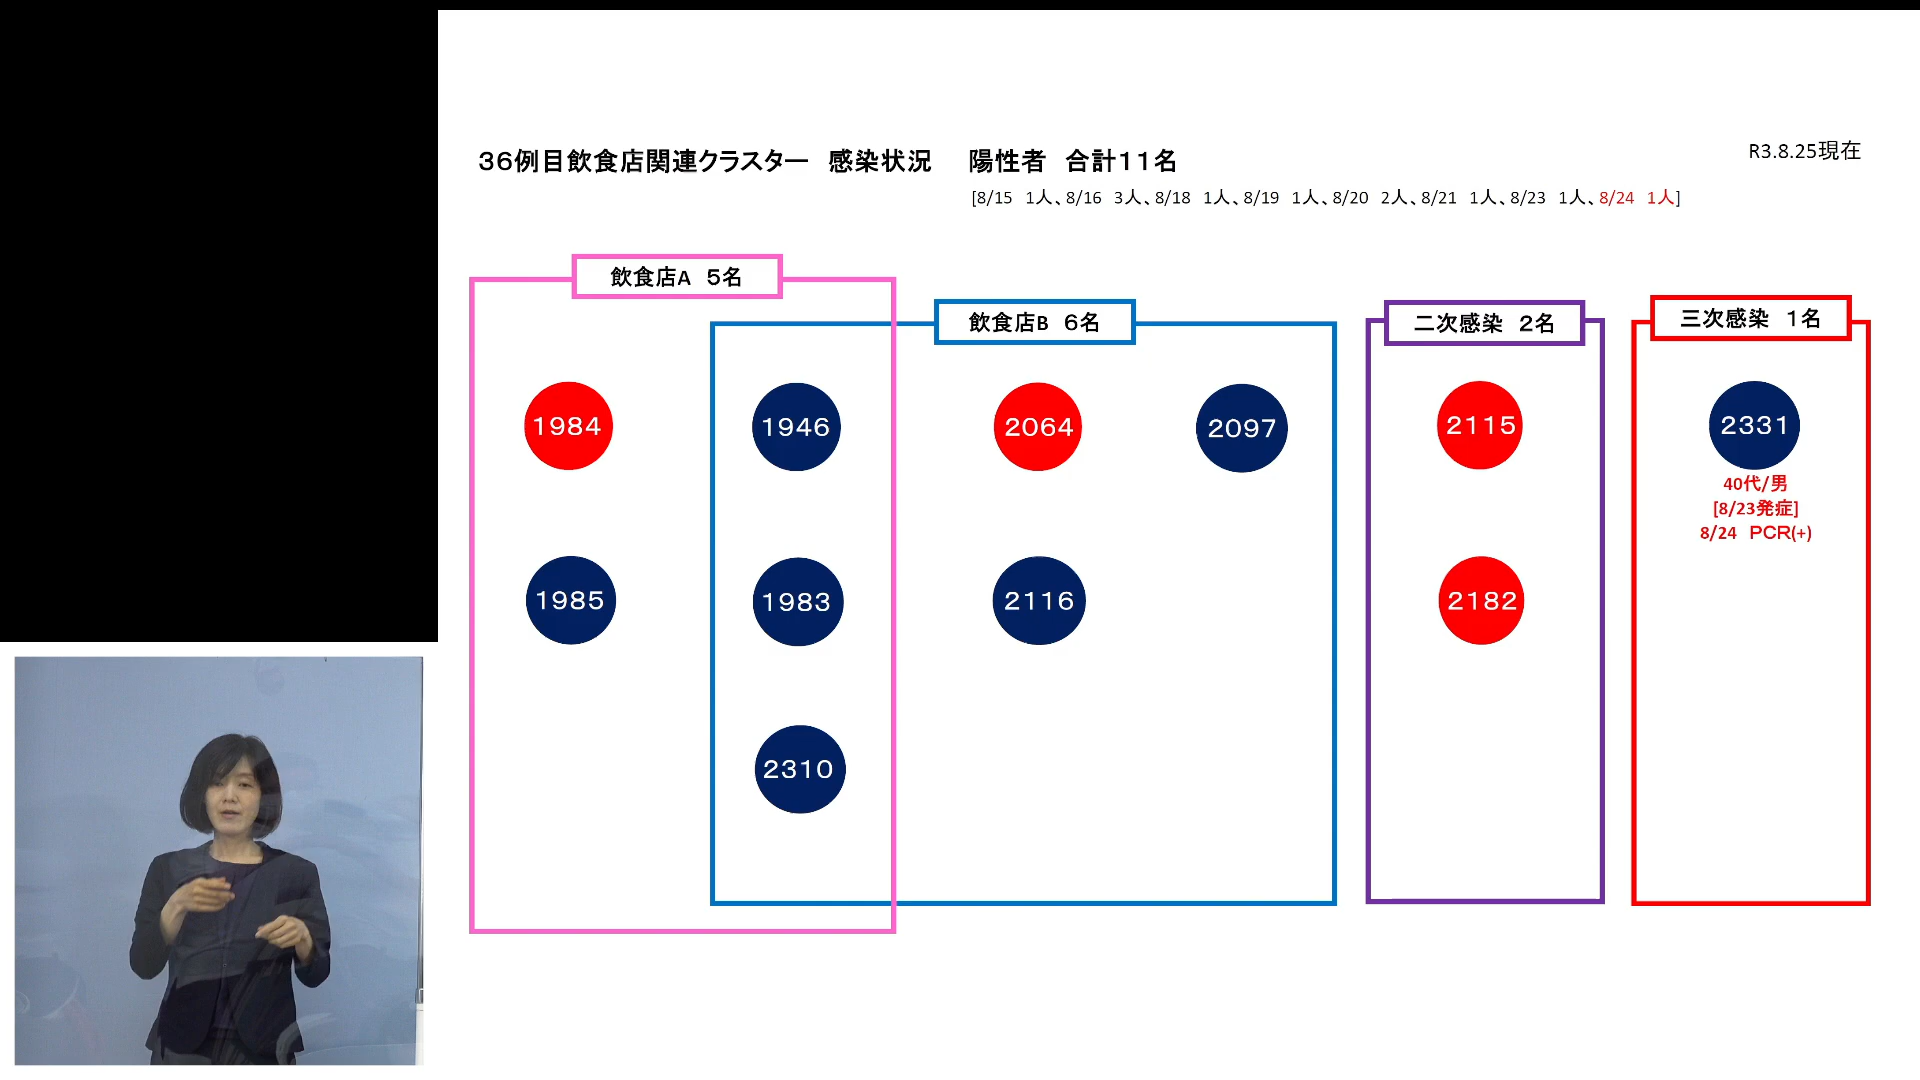 36例目飲食店関連クラスター　感染状況　陽性者　合計11名
R3.8.25現在
[8/15　1人、8/16　3人、8/18　1人、8/19　1人、8/20　2人、8/21　1人、8/23　1人、8/24　1人]
飲食店A　5名
飲食店B　6名
二次感染　2名
三次感染　1名
1984
1946
2064
2097
2115
2331
40代/男
[8/23発症]
8/24　PCR(+)
1985
1983
2116
2182
2310